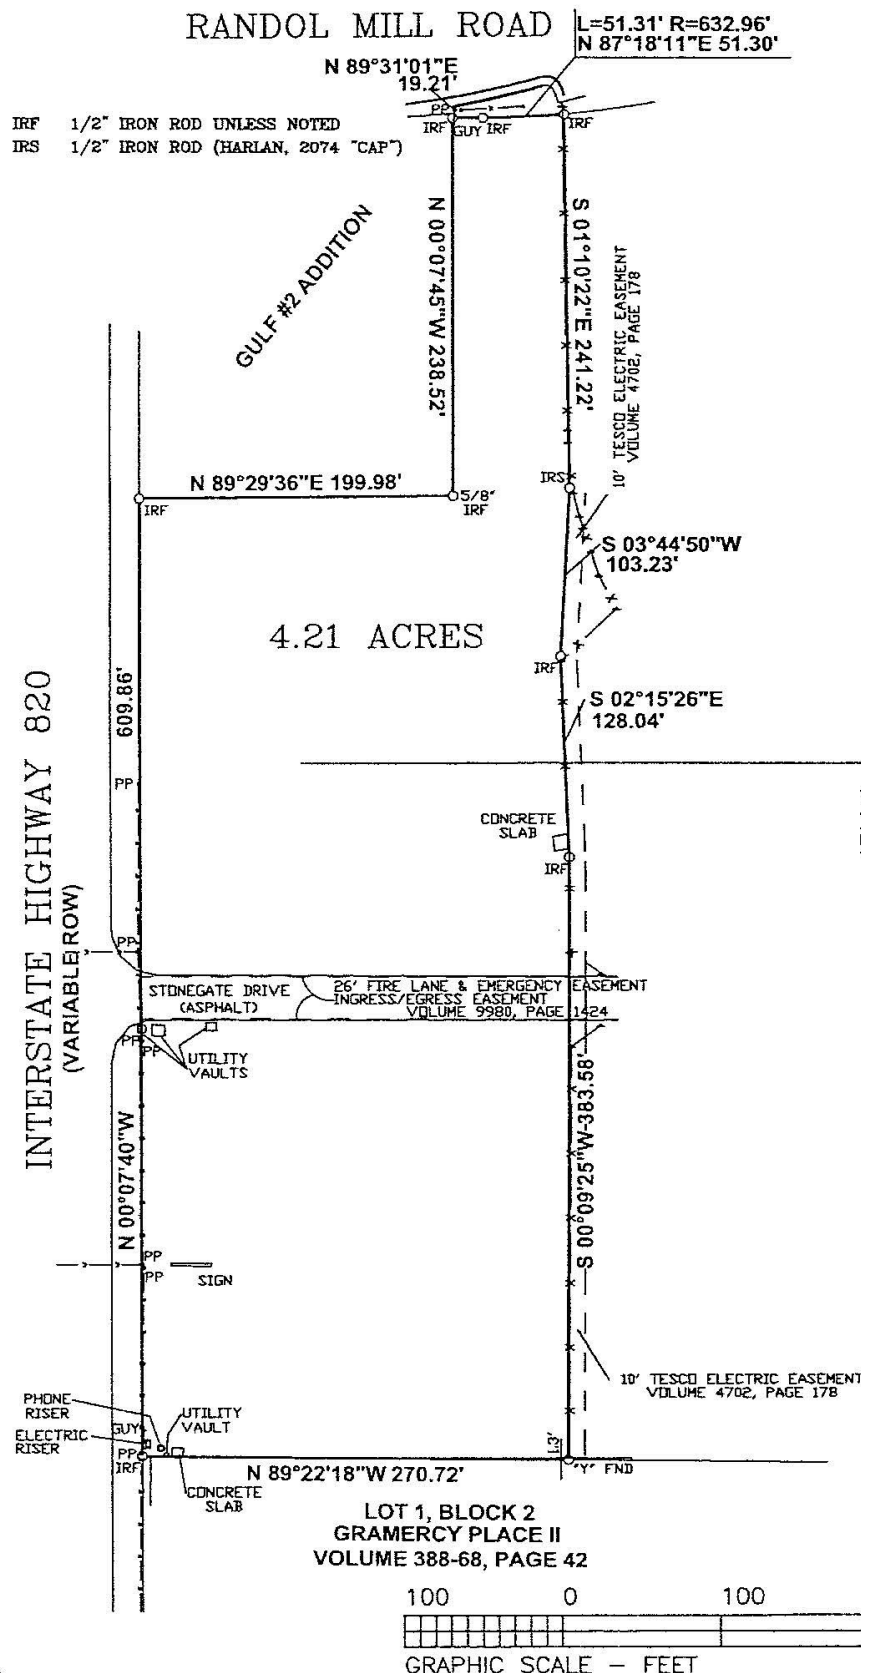 RANDOL MILL ROAD
L=51.31' R=632.96'
N 87°18'11"E 51.30'
N 89°31'01"E
19.21'
PP
IRF 1/2" IRON ROD UNLESS NOTED
IRF GUY IRF
IRF
IRS 1/2" IRON ROD (HARLAN, 2074 "CAP")
GULF #2 ADDITION
N 00°07'45"W 238.52'
S 01°10'22"E 241.22'
10' TESCO ELECTRIC EASEMENT
VOLUME 4702, PAGE 178
N 89°29'36"E 199.98'
IRF
5/8"
IRF
IRS
S 03°44'50"W
103.23'
4.21 ACRES
IRF
S 02°15'26"E
128.04'
609.86'
INTERSTATE HIGHWAY 820
(VARIABLE ROW)
PP
CONCRETE
SLAB
IRF
PP
STONEGATE DRIVE
(ASPHALT)
26' FIRE LANE & EMERGENCY EASEMENT
INGRESS/EGRESS EASEMENT
VOLUME 9980, PAGE 1424
PP
PP
UTILITY
VAULTS
N 00°07'40"W
S 00°09'25"W-383.58'
PP
PP
SIGN
10' TESCO ELECTRIC EASEMENT
VOLUME 4702, PAGE 178
PHONE
RISER
UTILITY
VAULT
GUY
ELECTRIC
RISER
PP
IRF
1.3'
N 89°22'18"W 270.72'
"Y" FND
CONCRETE
SLAB
LOT 1, BLOCK 2
GRAMERCY PLACE II
VOLUME 388-68, PAGE 42
100 0 100
GRAPHIC SCALE - FEET